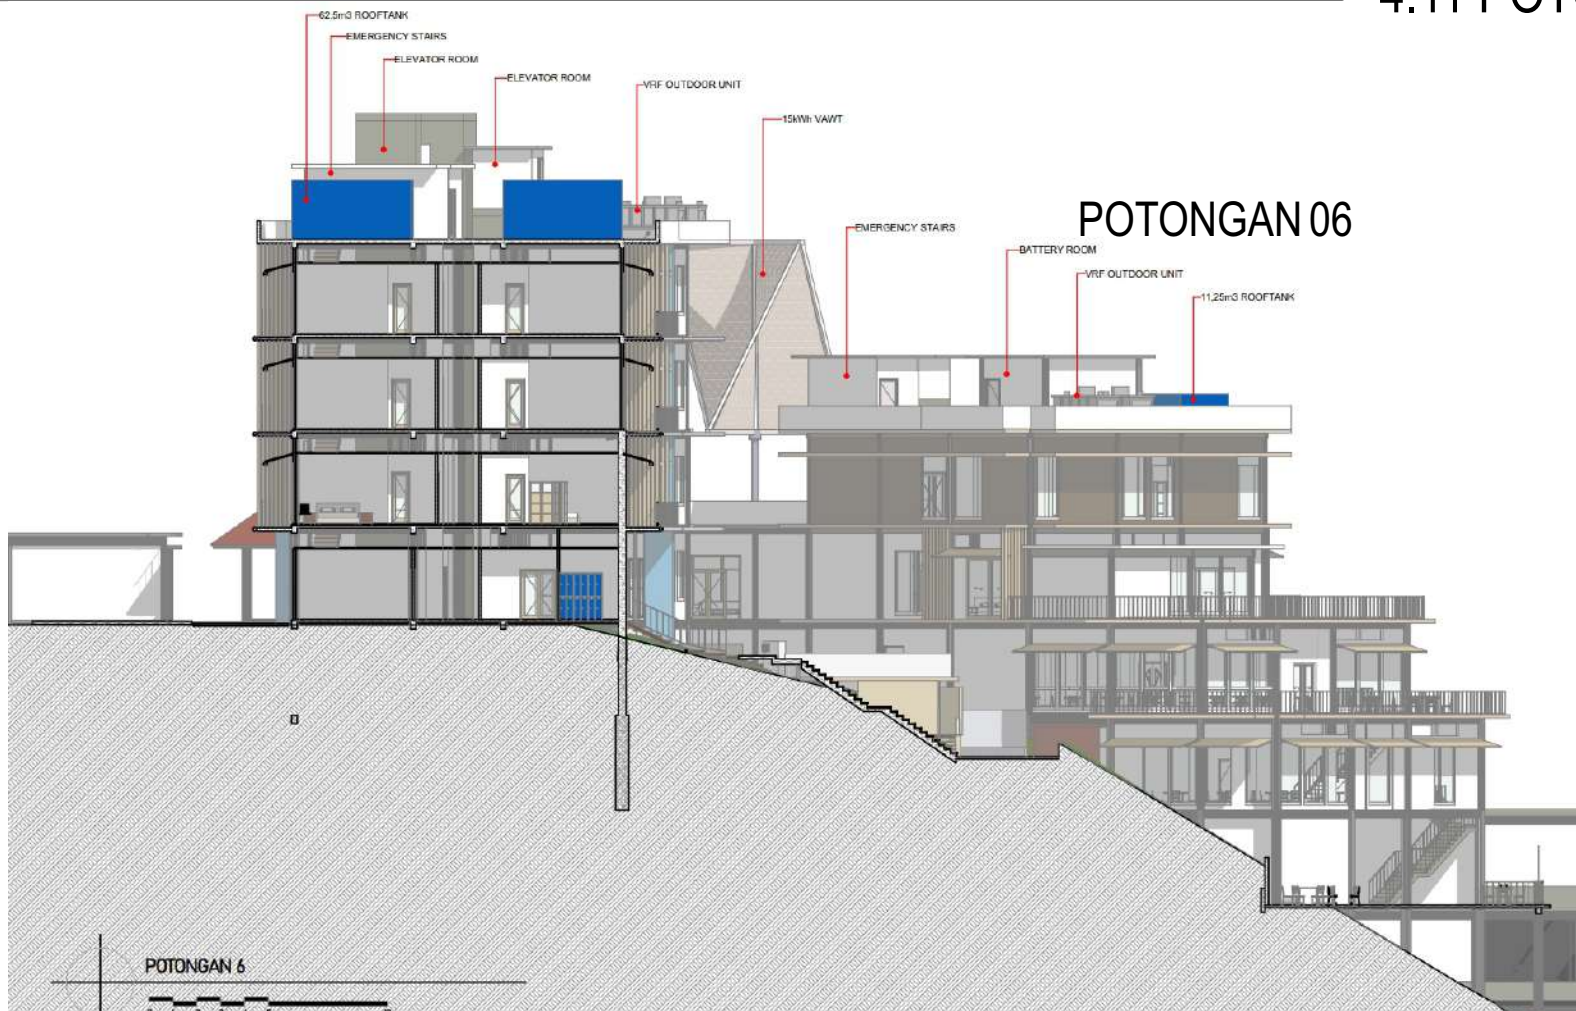 62.5m3 ROOFTANK
EMERGENCY STAIRS
ELEVATOR ROOM
ELEVATOR ROOM
VRF OUTDOOR UNIT
15kWh VAWT
POTONGAN 06
EMERGENCY STAIRS
BATTERY ROOM
VRF OUTDOOR UNIT
11,25m3 ROOFTANK
POTONGAN 6